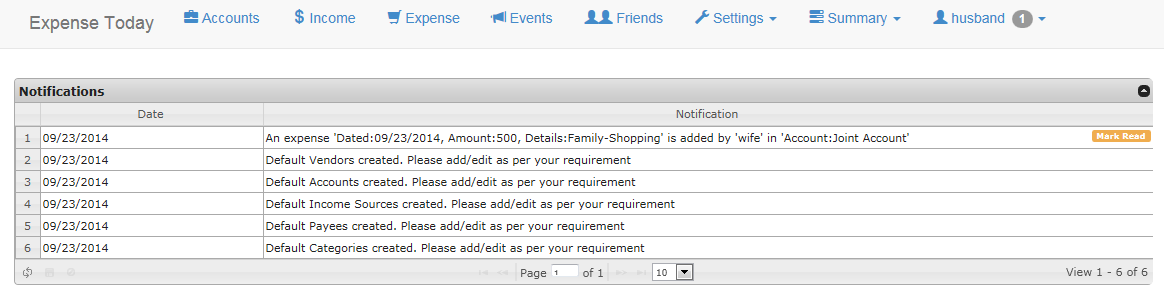 Expense Today Accounts Income Expense Events Friends Settings Summary husband 1
Notifications
Date Notification
1 09/23/2014 An expense 'Dated:09/23/2014, Amount:500, Details:Family-Shopping' is added by 'wife' in 'Account:Joint Account' Mark Read
2 09/23/2014 Default Vendors created. Please add/edit as per your requirement
3 09/23/2014 Default Accounts created. Please add/edit as per your requirement
4 09/23/2014 Default Income Sources created. Please add/edit as per your requirement
5 09/23/2014 Default Payees created. Please add/edit as per your requirement
6 09/23/2014 Default Categories created. Please add/edit as per your requirement
Page 1 of 1 10 View 1 - 6 of 6